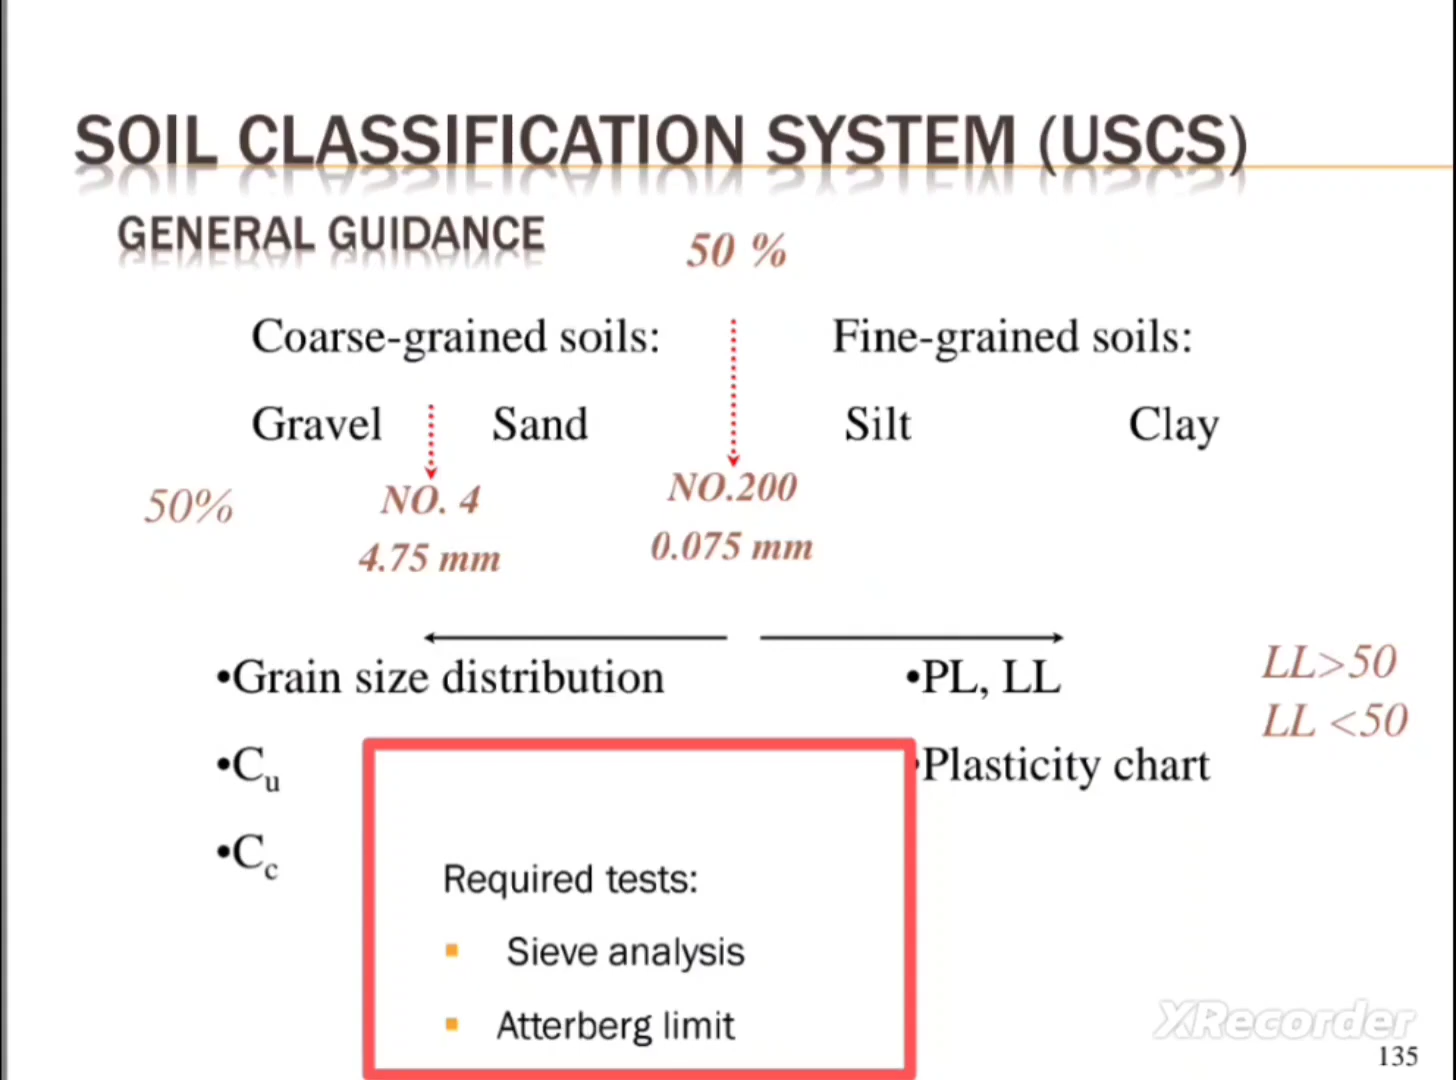 SOIL CLASSIFICATION SYSTEM (USCS)
GENERAL GUIDANCE
50 %
Coarse-grained soils:
Fine-grained soils:
Gravel
Sand
Silt
Clay
50%
NO. 4
4.75 mm
NO.200
0.075 mm
•Grain size distribution
•Cu
•Cc
•PL, LL
•Plasticity chart
LL>50
LL <50
Required tests:
▪ Sieve analysis
▪ Atterberg limit
XRecorder
135